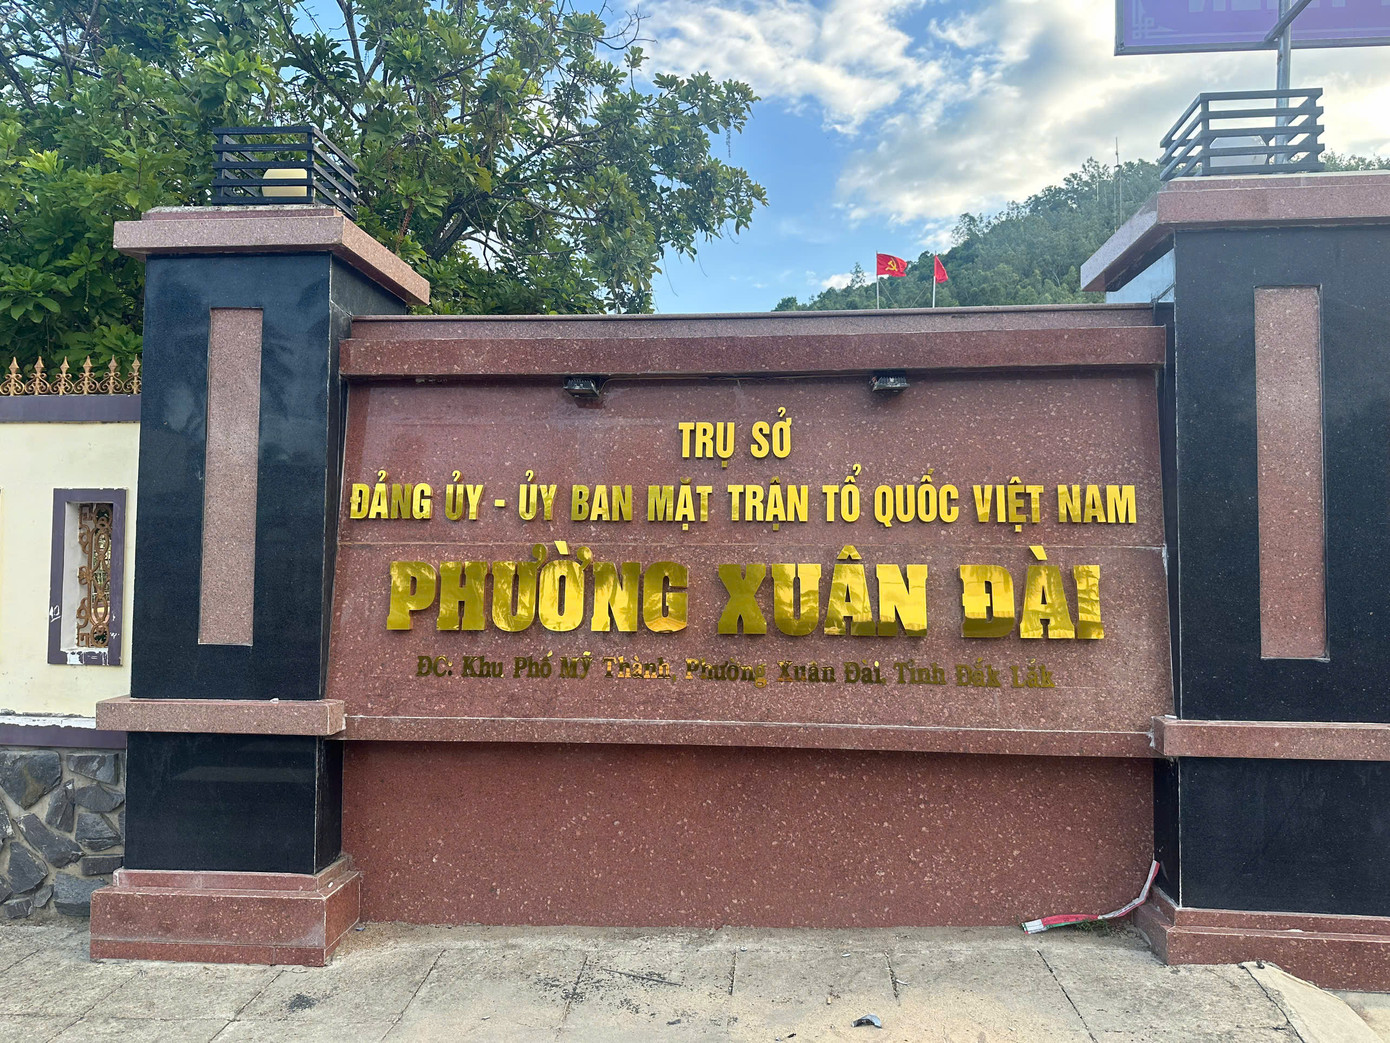 TRỤ SỞ
ĐẢNG ỦY - ỦY BAN MẶT TRẬN TỔ QUỐC VIỆT NAM
PHƯỜNG XUÂN ĐÀI
ĐC: Khu Phố Mỹ Thành, Phường Xuân Đài, Tỉnh Đắk Lắk